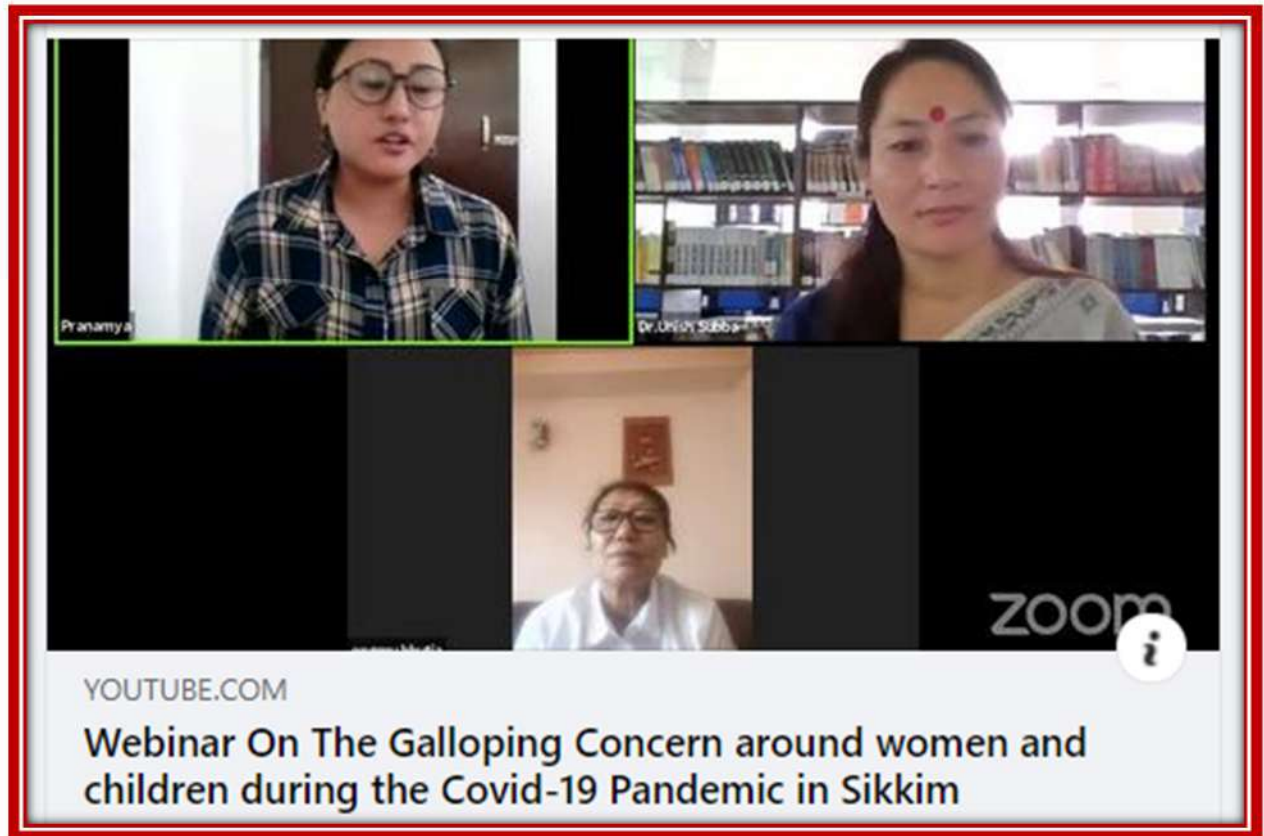 Pranamya
Dr.Unish Subba
zoom
i
YOUTUBE.COM
Webinar On The Galloping Concern around women and
children during the Covid-19 Pandemic in Sikkim